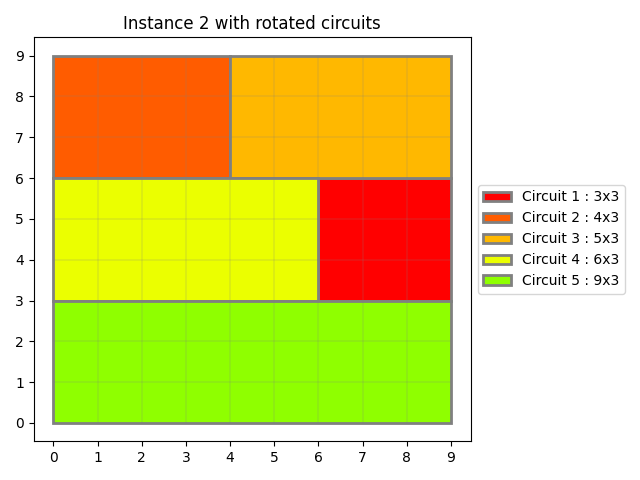 Instance 2 with rotated circuits
9
8
7
6
5
4
3
2
1
0
0 1 2 3 4 5 6 7 8 9
Circuit 1 : 3x3
Circuit 2 : 4x3
Circuit 3 : 5x3
Circuit 4 : 6x3
Circuit 5 : 9x3